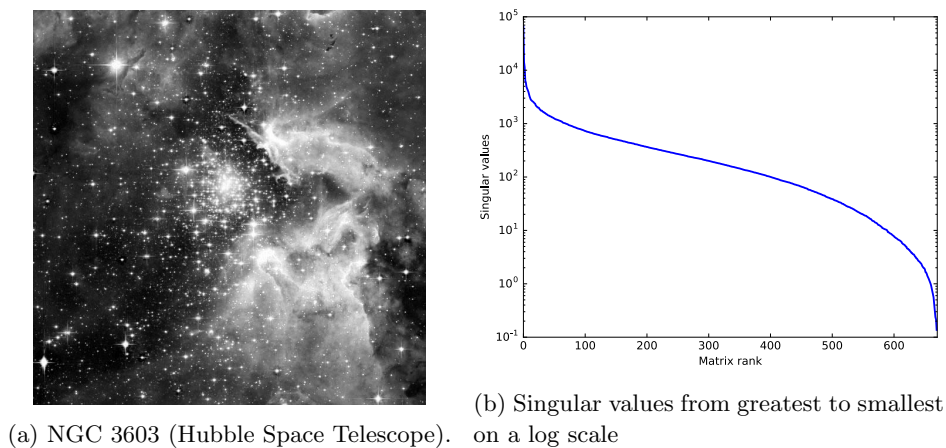 10^5
10^4
10^3
10^2
10^1
10^0
10^-1
Singular values
0 100 200 300 400 500 600
Matrix rank
(a) NGC 3603 (Hubble Space Telescope).
(b) Singular values from greatest to smallest
on a log scale